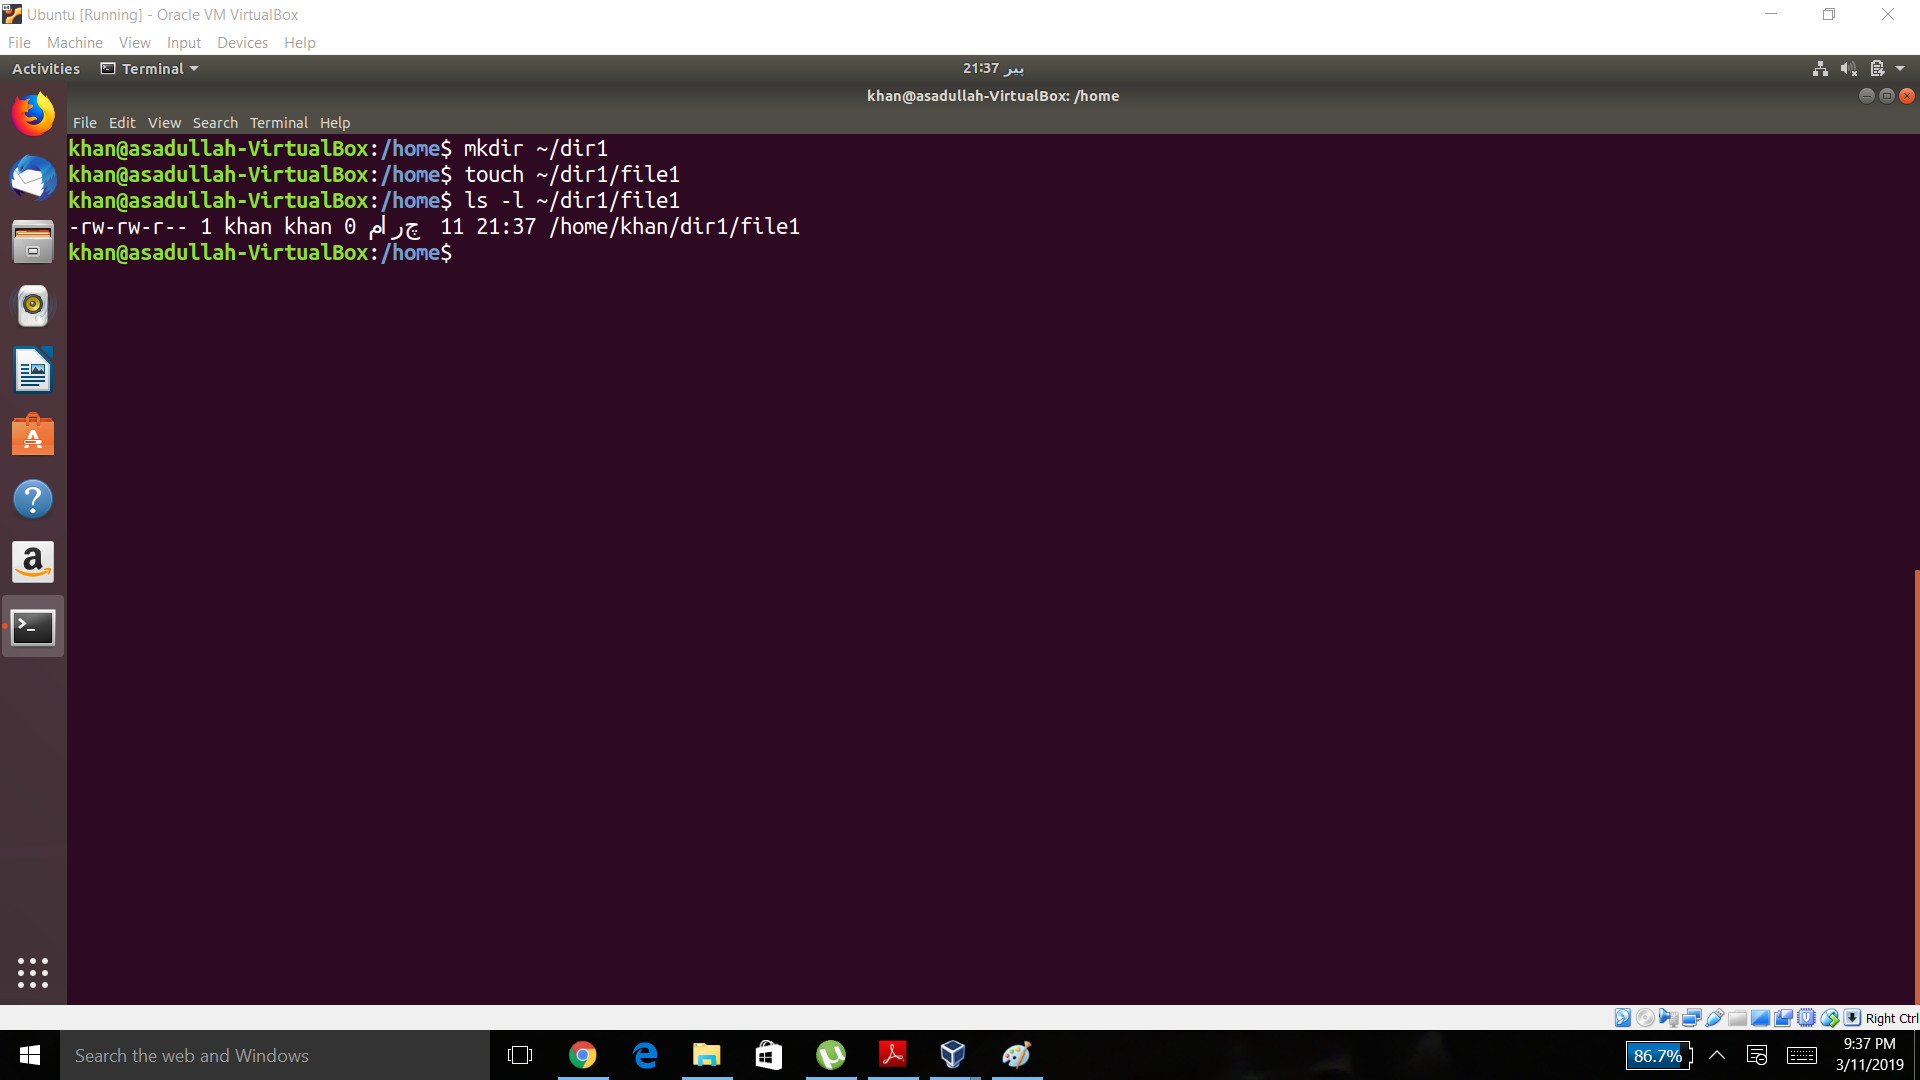 Ubuntu [Running] - Oracle VM VirtualBox
File Machine View Input Devices Help
Activities Terminal 21:37 پیر
khan@asadullah-VirtualBox: /home
File Edit View Search Terminal Help
khan@asadullah-VirtualBox:/home$ mkdir ~/dir1
khan@asadullah-VirtualBox:/home$ touch ~/dir1/file1
khan@asadullah-VirtualBox:/home$ ls -l ~/dir1/file1
-rw-rw-r-- 1 khan khan 0 مارچ 11 21:37 /home/khan/dir1/file1
khan@asadullah-VirtualBox:/home$
Right Ctrl
Search the web and Windows
86.7%
9:37 PM
3/11/2019